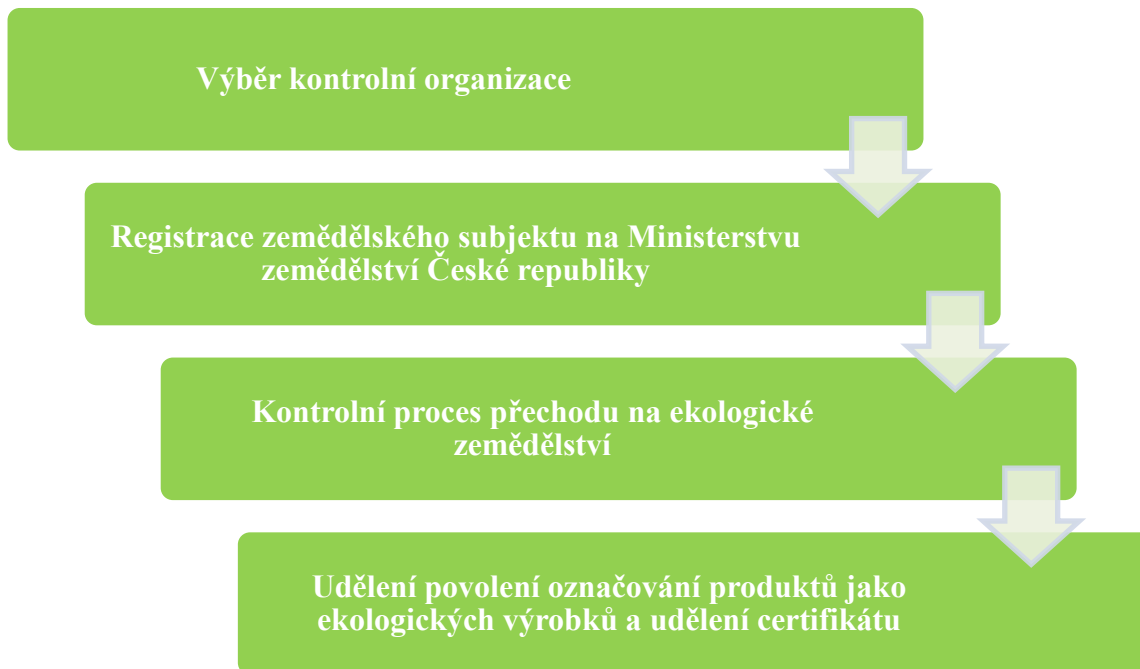 Výběr kontrolní organizace
Registrace zemědělského subjektu na Ministerstvu
zemědělství České republiky
Kontrolní proces přechodu na ekologické
zemědělství
Udělení povolení označování produktů jako
ekologických výrobků a udělení certifikátu